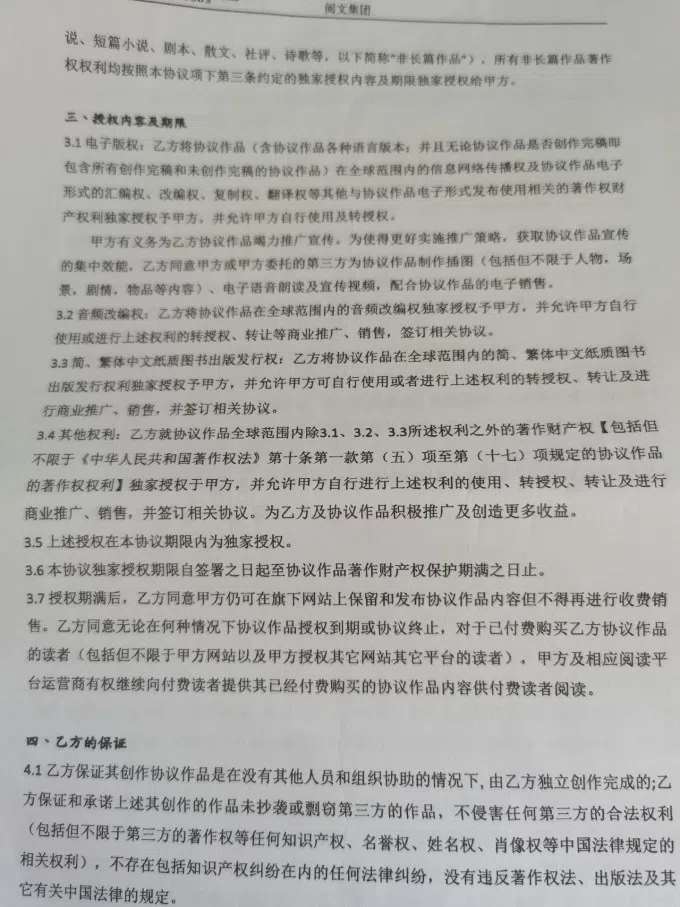 阅文集团
说、短篇小说、剧本、散文、社评、诗歌等，以下简称"非长篇作品"），所有非长篇作品著作
权权利均按照本协议项下第三条约定的独家授权内容及期限独家授权给甲方。
三、授权内容及期限
3.1 电子版权：乙方将协议作品（含协议作品各种语言版本；并且无论协议作品是否创作完稿即
包含所有创作完稿和未创作完稿的协议作品）在全球范围内的信息网络传播权及协议作品电子
形式的汇编权、改编权、复制权、翻译权等其他与协议作品电子形式发布使用相关的著作权财
产权利独家授权予甲方，并允许甲方自行使用及转授权。
甲方有义务为乙方协议作品竭力推广宣传。为使得更好实施推广策略，获取协议作品宣传
的集中效能，乙方同意甲方或甲方委托的第三方为协议作品制作插图（包括但不限于人物，场
景，剧情，物品等内容）、电子语音朗读及宣传视频，配合协议作品的电子销售。
3.2 音频改编权：乙方将协议作品在全球范围内的音频改编权独家授权予甲方，并允许甲方自行
使用或进行上述权利的转授权、转让等商业推广、销售，签订相关协议。
3.3 简、繁体中文纸质图书出版发行权：乙方将协议作品在全球范围内的简、繁体中文纸质图书
出版发行权利独家授权予甲方，并允许甲方可自行使用或者进行上述权利的转授权、转让及进
行商业推广、销售，并签订相关协议。
3.4 其他权利：乙方就协议作品全球范围内除3.1、3.2、3.3所述权利之外的著作财产权【包括但
不限于《中华人民共和国著作权法》第十条第一款第（五）项至第（十七）项规定的协议作品
的著作权权利】独家授权于甲方，并允许甲方自行进行上述权利的使用、转授权、转让及进行
商业推广、销售，并签订相关协议。为乙方及协议作品积极推广及创造更多收益。
3.5 上述授权在本协议期限内为独家授权。
3.6 本协议独家授权期限自签署之日起至协议作品著作财产权保护期满之日止。
3.7 授权期满后，乙方同意甲方仍可在旗下网站上保留和发布协议作品内容但不得再进行收费销
售。乙方同意无论在何种情况下协议作品授权到期或协议终止，对于已付费购买乙方协议作品
的读者（包括但不限于甲方网站以及甲方授权其它网站其它平台的读者），甲方及相应阅读平
台运营商有权继续向付费读者提供其已经付费购买的协议作品内容供付费读者阅读。
四、乙方的保证
4.1 乙方保证其创作协议作品是在没有其他人员和组织协助的情况下, 由乙方独立创作完成的;乙
方保证和承诺上述其创作的作品未抄袭或剽窃第三方的作品，不侵害任何第三方的合法权利
（包括但不限于第三方的著作权等任何知识产权、名誉权、姓名权、肖像权等中国法律规定的
相关权利），不存在包括知识产权纠纷在内的任何法律纠纷，没有违反著作权法、出版法及其
它有关中国法律的规定。